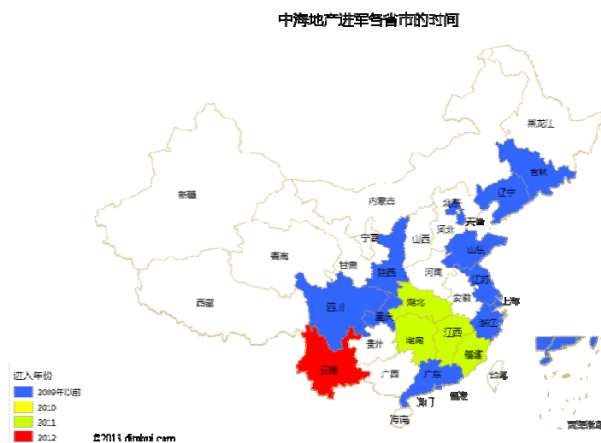 中海地产进军各省市的时间
黑龙江
吉林
辽宁
新疆
内蒙古
北京
天津
河北
山西
宁夏
山东
青海
甘肃
陕西
河南
江苏
西藏
安徽
上海
四川
重庆
湖北
浙江
湖南
江西
贵州
云南
福建
广西
广东
台湾
澳门
香港
海南
进入年份
2009年以前
2010
2011
2012